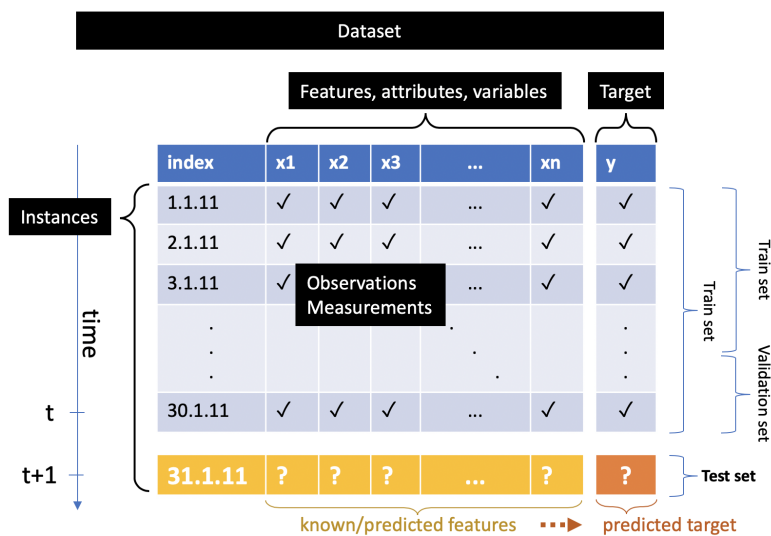 Dataset
Features, attributes, variables
Target
index x1 x2 x3 ... xn y
Instances
1.1.11 ✓ ✓ ✓ ... ✓ ✓
2.1.11 ✓ ✓ ✓ ... ✓ ✓
3.1.11 ✓ ... ✓ ✓
Observations
Measurements
time
Train set
Train set
Validation set
. . . .
. . . .
. . . .
t
30.1.11 ✓ ✓ ✓ ... ✓ ✓
t+1
31.1.11 ? ? ? ... ? ?
Test set
known/predicted features
predicted target